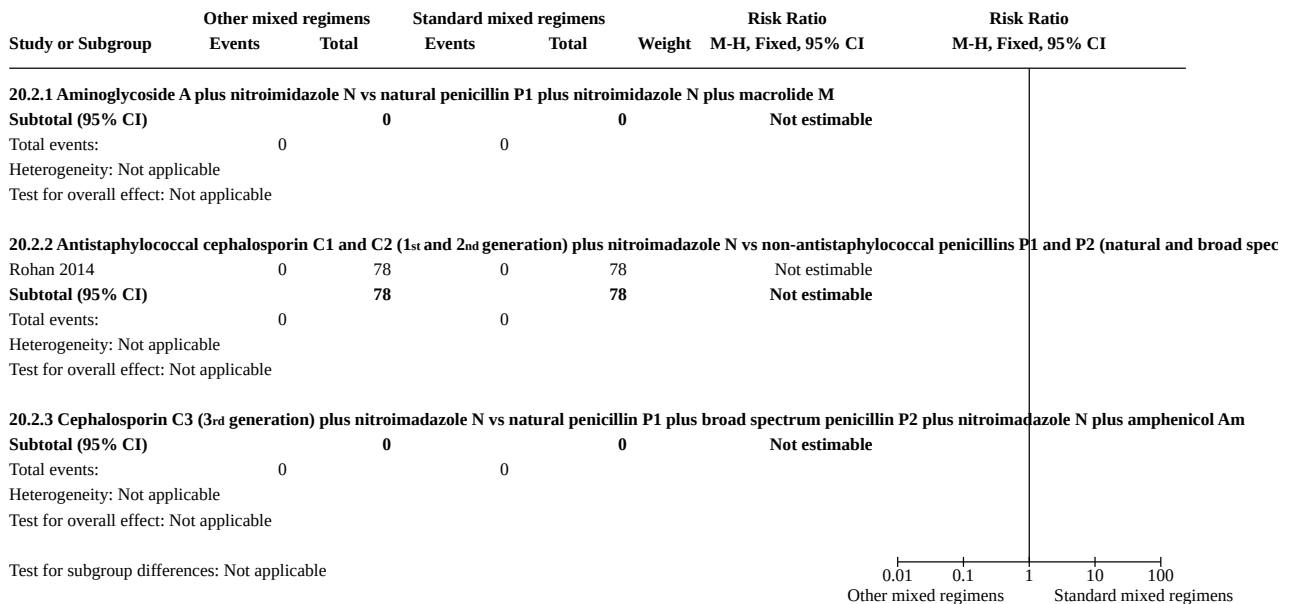 Other mixed regimens Standard mixed regimens Risk Ratio Risk Ratio
Study or Subgroup Events Total Events Total Weight M-H, Fixed, 95% CI M-H, Fixed, 95% CI
20.2.1 Aminoglycoside A plus nitroimidazole N vs natural penicillin P1 plus nitroimidazole N plus macrolide M
Subtotal (95% CI) 0 0 Not estimable
Total events: 0 0
Heterogeneity: Not applicable
Test for overall effect: Not applicable
20.2.2 Antistaphylococcal cephalosporin C1 and C2 (1st and 2nd generation) plus nitroimadazole N vs non-antistaphylococcal penicillins P1 and P2 (natural and broad spec
Rohan 2014 0 78 0 78 Not estimable
Subtotal (95% CI) 78 78 Not estimable
Total events: 0 0
Heterogeneity: Not applicable
Test for overall effect: Not applicable
20.2.3 Cephalosporin C3 (3rd generation) plus nitroimadazole N vs natural penicillin P1 plus broad spectrum penicillin P2 plus nitroimadazole N plus amphenicol Am
Subtotal (95% CI) 0 0 Not estimable
Total events: 0 0
Heterogeneity: Not applicable
Test for overall effect: Not applicable
Test for subgroup differences: Not applicable
0.01 0.1 1 10 100
Other mixed regimens Standard mixed regimens